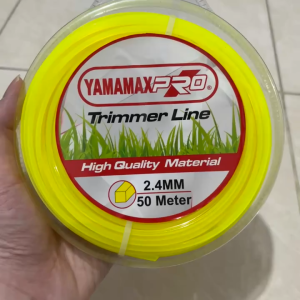 YAMAMAXPRO®
Trimmer Line
High Quality Material
2.4MM
50 Meter